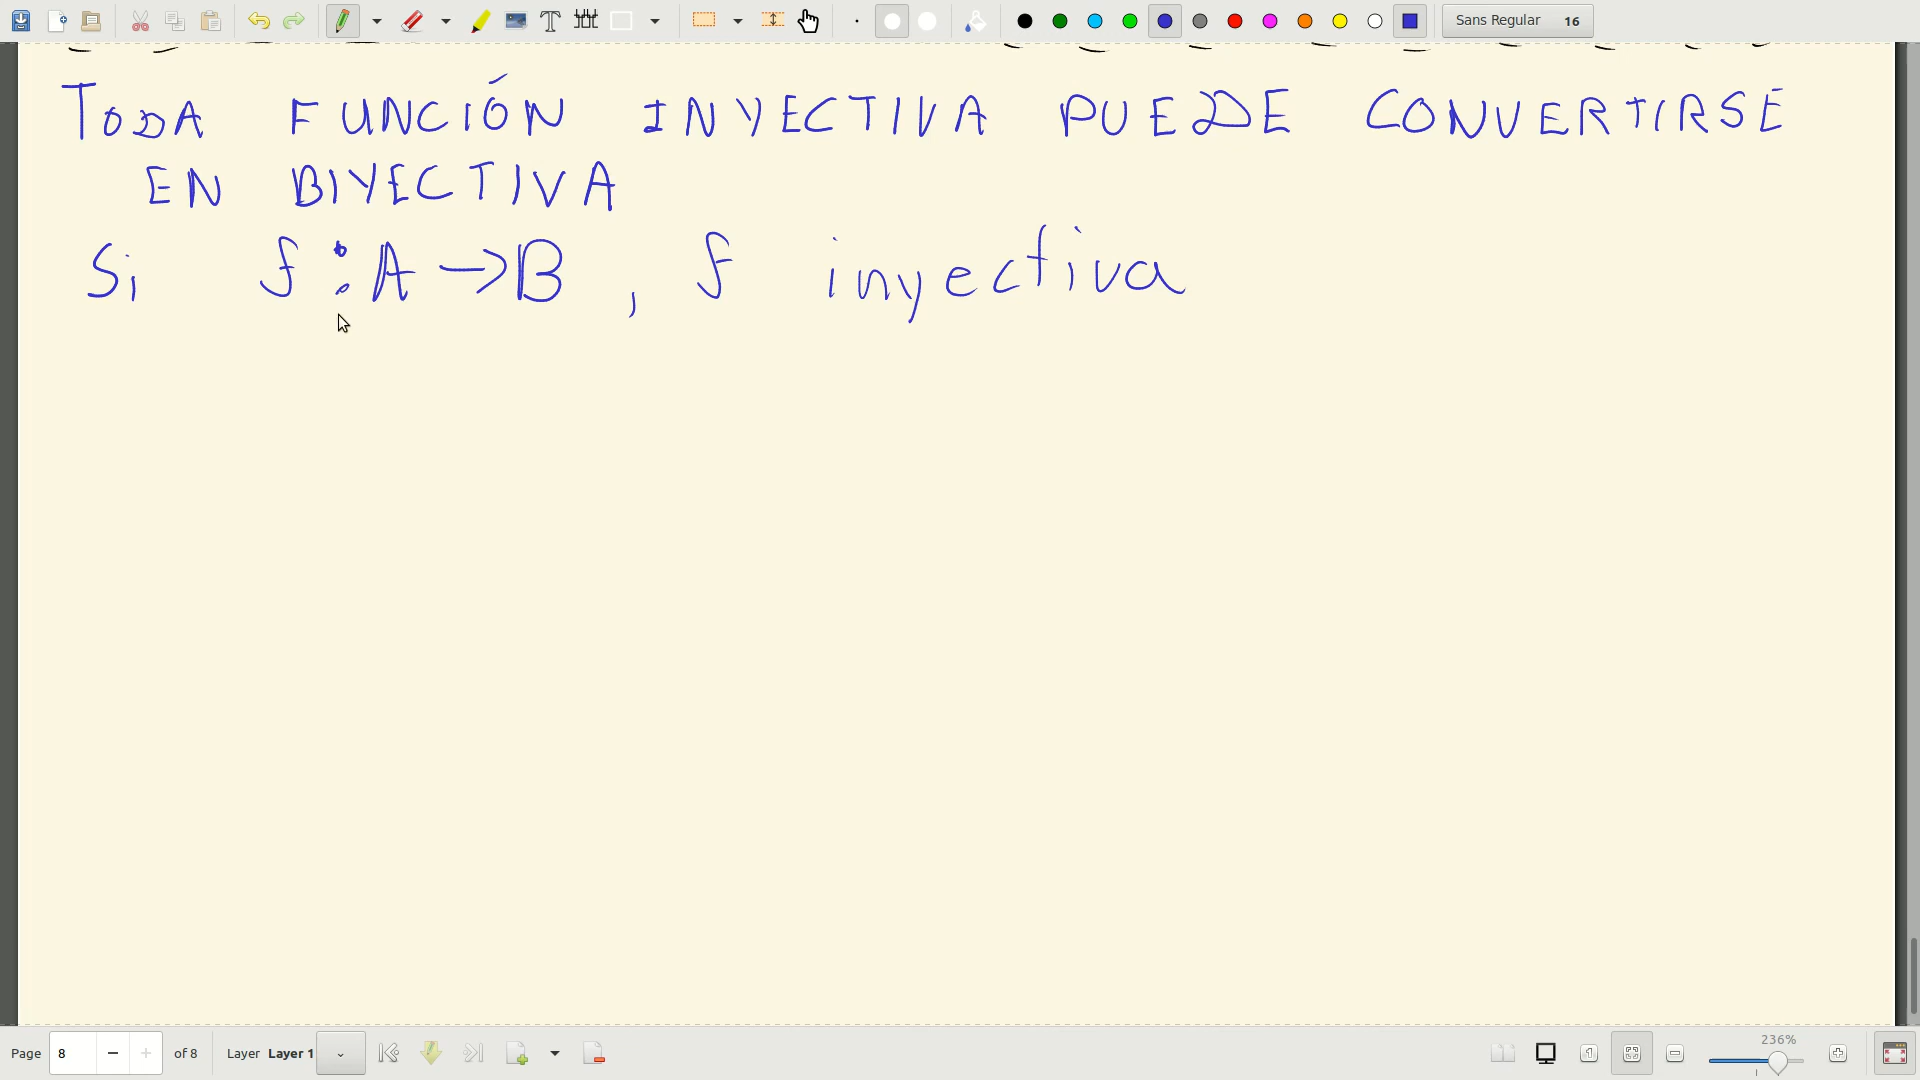 Sans Regular 16
TODA FUNCIÓN INYECTIVA PUEDE CONVERTIRSE
EN BIYECTIVA
Si f : A → B , f inyectiva
Page 8 of 8 Layer Layer 1 236%